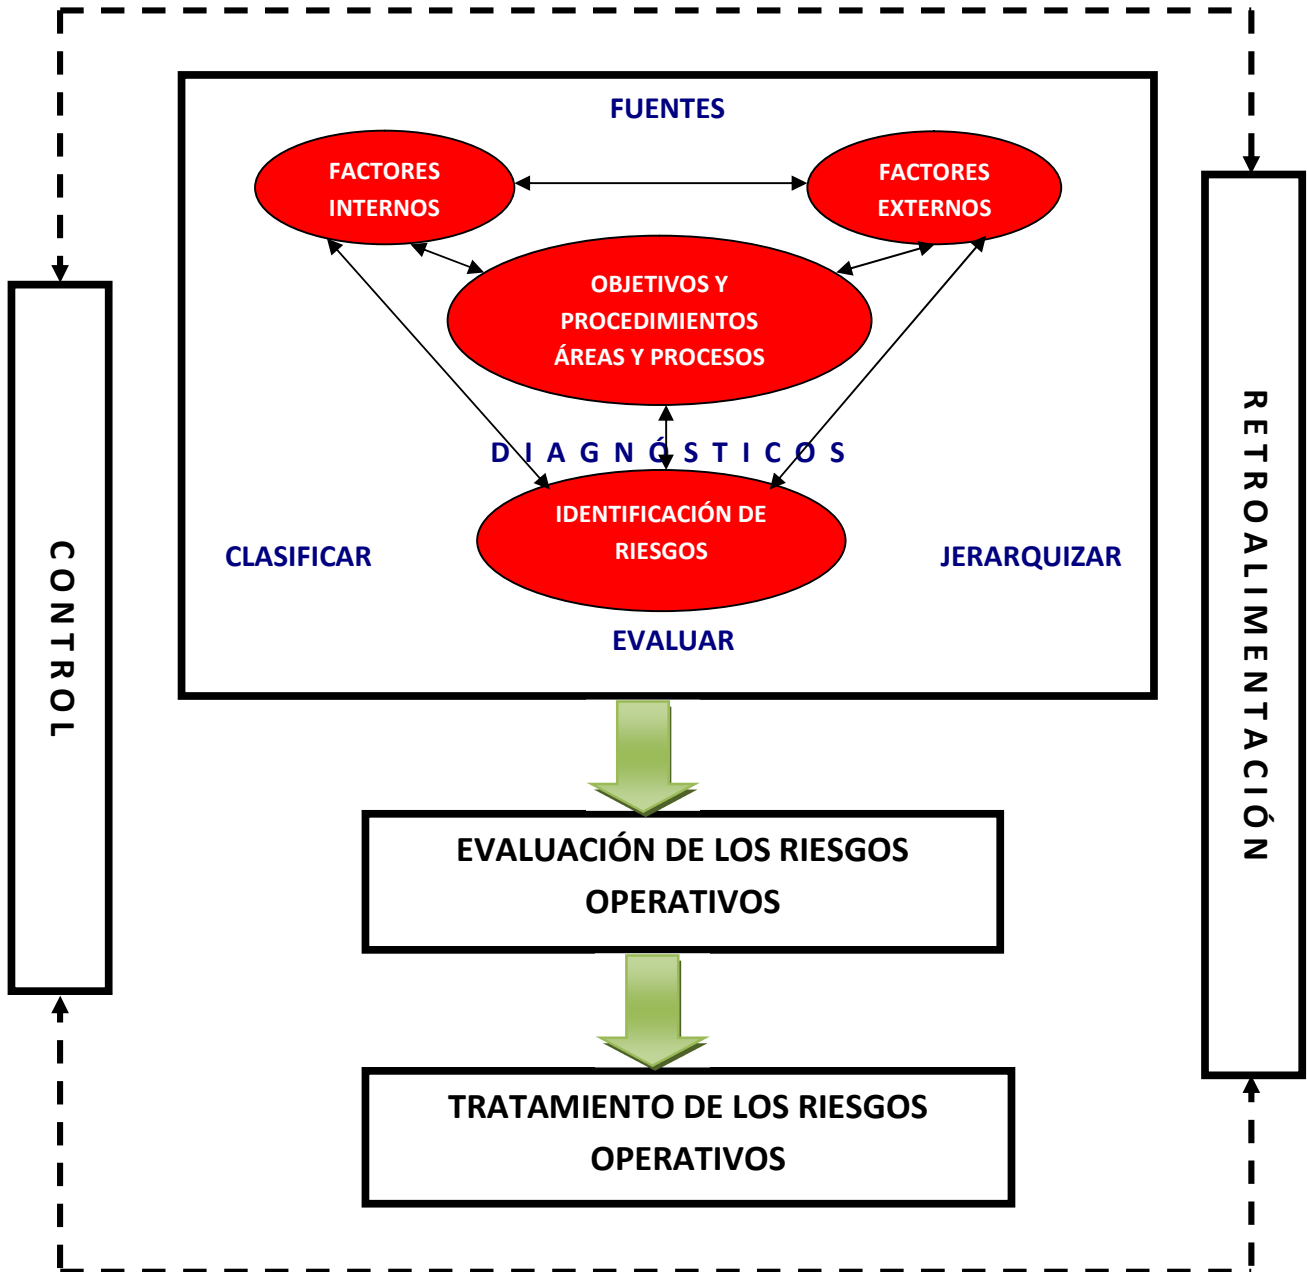 FUENTES
FACTORES
INTERNOS
FACTORES
EXTERNOS
OBJETIVOS Y
PROCEDIMIENTOS
ÁREAS Y PROCESOS
D I A G N Ó S T I C O S
IDENTIFICACIÓN DE
RIESGOS
CLASIFICAR
JERARQUIZAR
EVALUAR
C O N T R O L
R E T R O A L I M E N T A C I Ó N
EVALUACIÓN DE LOS RIESGOS
OPERATIVOS
TRATAMIENTO DE LOS RIESGOS
OPERATIVOS